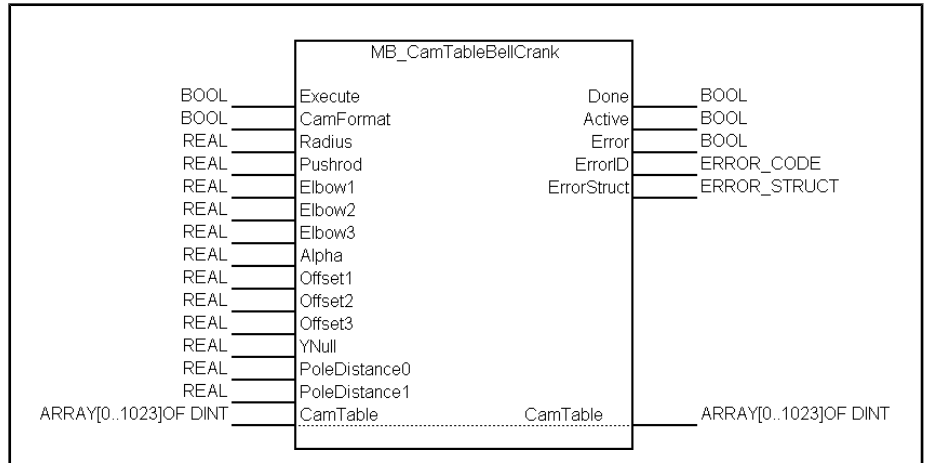 MB_CamTableBellCrank
BOOL Execute Done BOOL
BOOL CamFormat Active BOOL
REAL Radius Error BOOL
REAL Pushrod ErrorID ERROR_CODE
REAL Elbow1 ErrorStruct ERROR_STRUCT
REAL Elbow2
REAL Elbow3
REAL Alpha
REAL Offset1
REAL Offset2
REAL Offset3
REAL YNull
REAL PoleDistance0
REAL PoleDistance1
ARRAY[0..1023]OF DINT CamTable CamTable ARRAY[0..1023]OF DINT